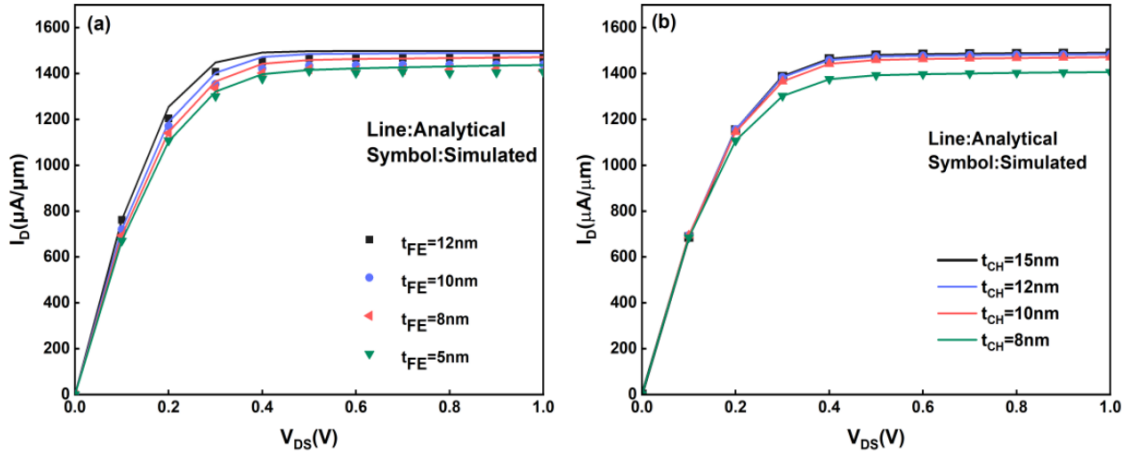 (a)
1600
1400
1200
1000
800
600
400
200
0
I_D(μA/μm)
Line:Analytical
Symbol:Simulated
t_FE=12nm
t_FE=10nm
t_FE=8nm
t_FE=5nm
0.0 0.2 0.4 0.6 0.8 1.0
V_DS(V)
(b)
1600
1400
1200
1000
800
600
400
200
0
I_D(μA/μm)
Line:Analytical
Symbol:Simulated
t_CH=15nm
t_CH=12nm
t_CH=10nm
t_CH=8nm
0.0 0.2 0.4 0.6 0.8 1.0
V_DS(V)